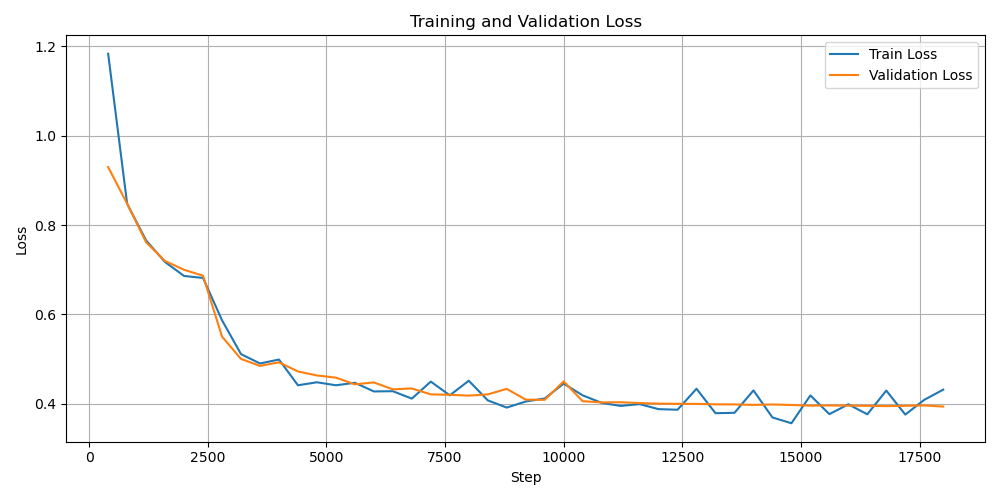 Training and Validation Loss
Train Loss
Validation Loss
1.2
1.0
0.8
0.6
0.4
Loss
0 2500 5000 7500 10000 12500 15000 17500
Step